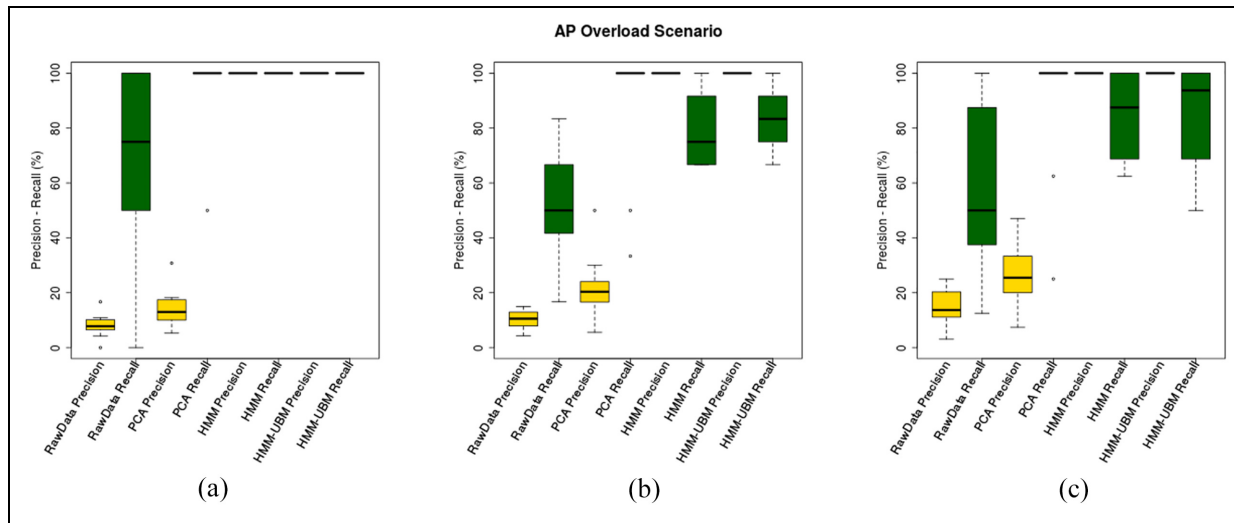 AP Overload Scenario
Precision - Recall (%)
100
80
60
40
20
0
RawData Precision
RawData Recall
PCA Precision
PCA Recall
HMM Precision
HMM Recall
HMM-UBM Precision
HMM-UBM Recall
(a)
Precision - Recall (%)
100
80
60
40
20
0
RawData Precision
RawData Recall
PCA Precision
PCA Recall
HMM Precision
HMM Recall
HMM-UBM Precision
HMM-UBM Recall
(b)
Precision - Recall (%)
100
80
60
40
20
0
RawData Precision
RawData Recall
PCA Precision
PCA Recall
HMM Precision
HMM Recall
HMM-UBM Precision
HMM-UBM Recall
(c)